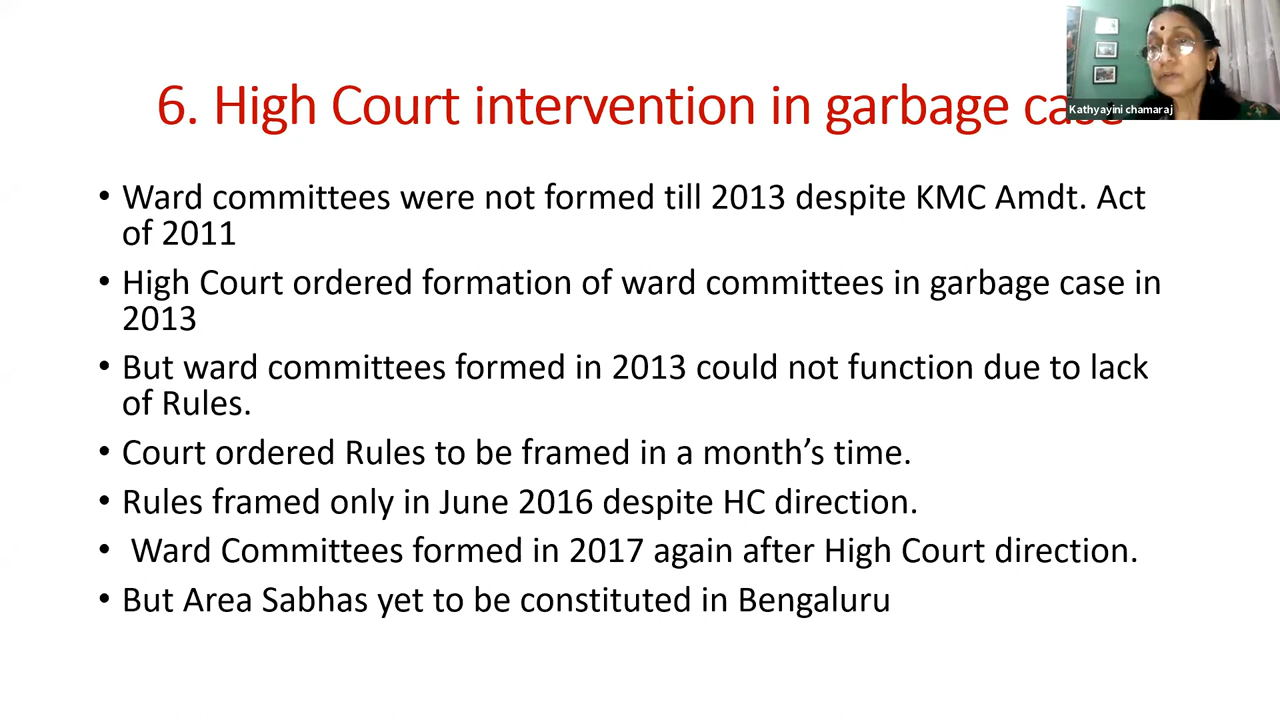 Kathyayini chamaraj
6. High Court intervention in garbage case
• Ward committees were not formed till 2013 despite KMC Amdt. Act
of 2011
• High Court ordered formation of ward committees in garbage case in
2013
• But ward committees formed in 2013 could not function due to lack
of Rules.
• Court ordered Rules to be framed in a month’s time.
• Rules framed only in June 2016 despite HC direction.
• Ward Committees formed in 2017 again after High Court direction.
• But Area Sabhas yet to be constituted in Bengaluru